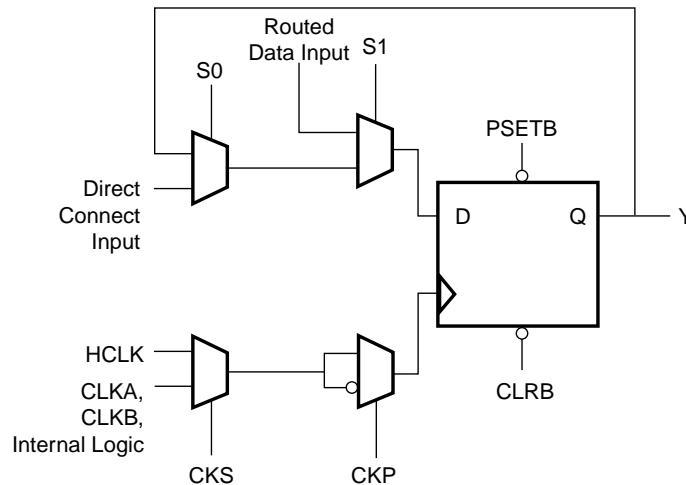 Routed
Data Input
S1
S0
PSETB
Direct
Connect
Input
D
Q
Y
HCLK
CLKA,
CLKB,
Internal Logic
CLRB
CKS
CKP